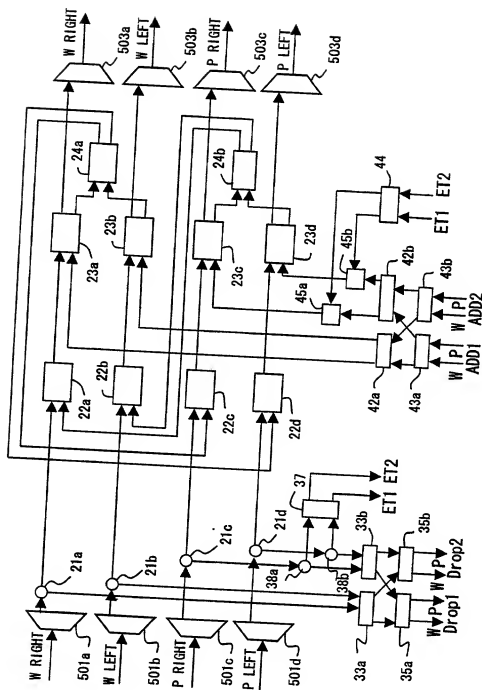 W RIGHT
503a
W LEFT
503b
P RIGHT
503c
P LEFT
503d
24a
23a
23b
24b
23c
23d
44
ET1
ET2
45b
45a
42b
43b
42a
43a
W P
ADD1
W P
ADD2
22a
22b
22c
22d
21a
21b
21c
21d
37
ET1
ET2
38a
38b
33b
35b
33a
35a
W P
Drop1
W P
Drop2
W RIGHT
501a
W LEFT
501b
P RIGHT
501c
P LEFT
501d